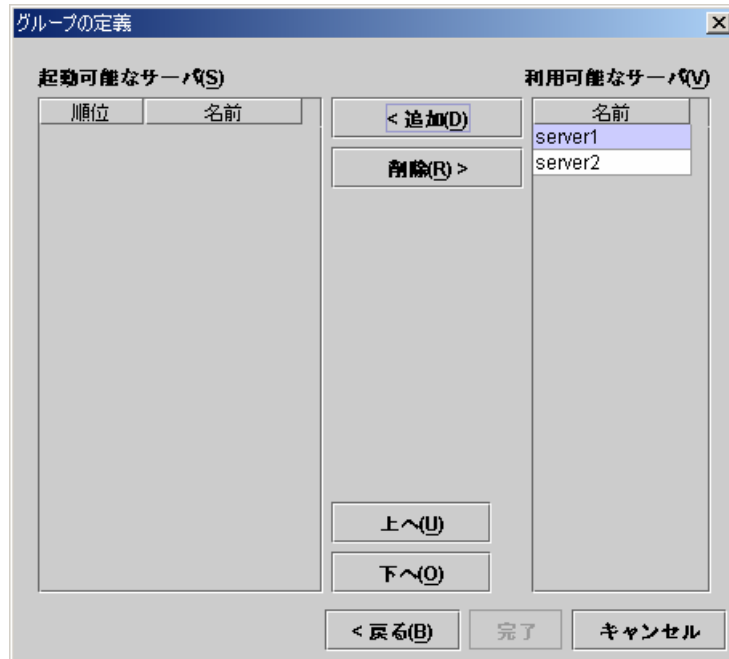 グループの定義
起動可能なサーバ(S)
利用可能なサーバ(V)
順位 名前
< 追加(D)
名前
server1
削除(R) >
server2
上へ(U)
下へ(O)
< 戻る(B) 完了 キャンセル